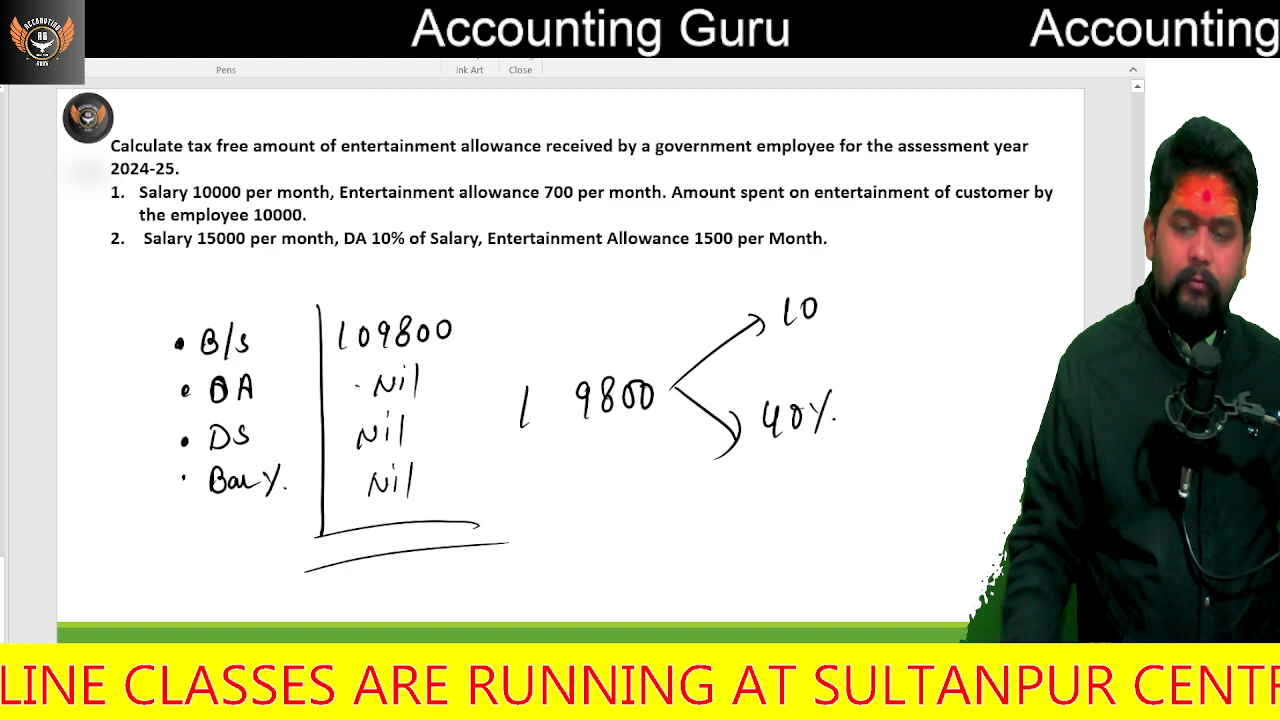 Accounting Guru
Accounting
ACCOUNTING
AG
GURU
Pens
Ink Art
Close
Calculate tax free amount of entertainment allowance received by a government employee for the assessment year
2024-25.
1. Salary 10000 per month, Entertainment allowance 700 per month. Amount spent on entertainment of customer by
the employee 10000.
2. Salary 15000 per month, DA 10% of Salary, Entertainment Allowance 1500 per Month.
• B/S 109800
• DA Nil
• DS Nil
Nil
9800
10
40%.
LINE CLASSES ARE RUNNING AT SULTANPUR CENT